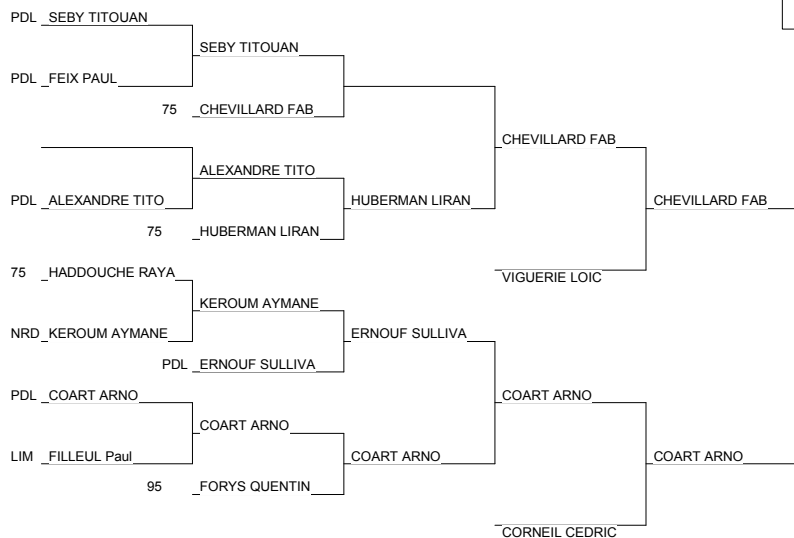 PDL SEBY TITOUAN
SEBY TITOUAN
PDL FEIX PAUL
75 CHEVILLARD FAB
CHEVILLARD FAB
ALEXANDRE TITO
PDL ALEXANDRE TITO
HUBERMAN LIRAN
CHEVILLARD FAB
75 HUBERMAN LIRAN
75 HADDOUCHE RAYA
VIGUERIE LOIC
KEROUM AYMANE
NRD KEROUM AYMANE
ERNOUF SULLIVA
PDL ERNOUF SULLIVA
PDL COART ARNO
COART ARNO
COART ARNO
LIM FILLEUL Paul
COART ARNO
COART ARNO
95 FORYS QUENTIN
CORNEIL CEDRIC